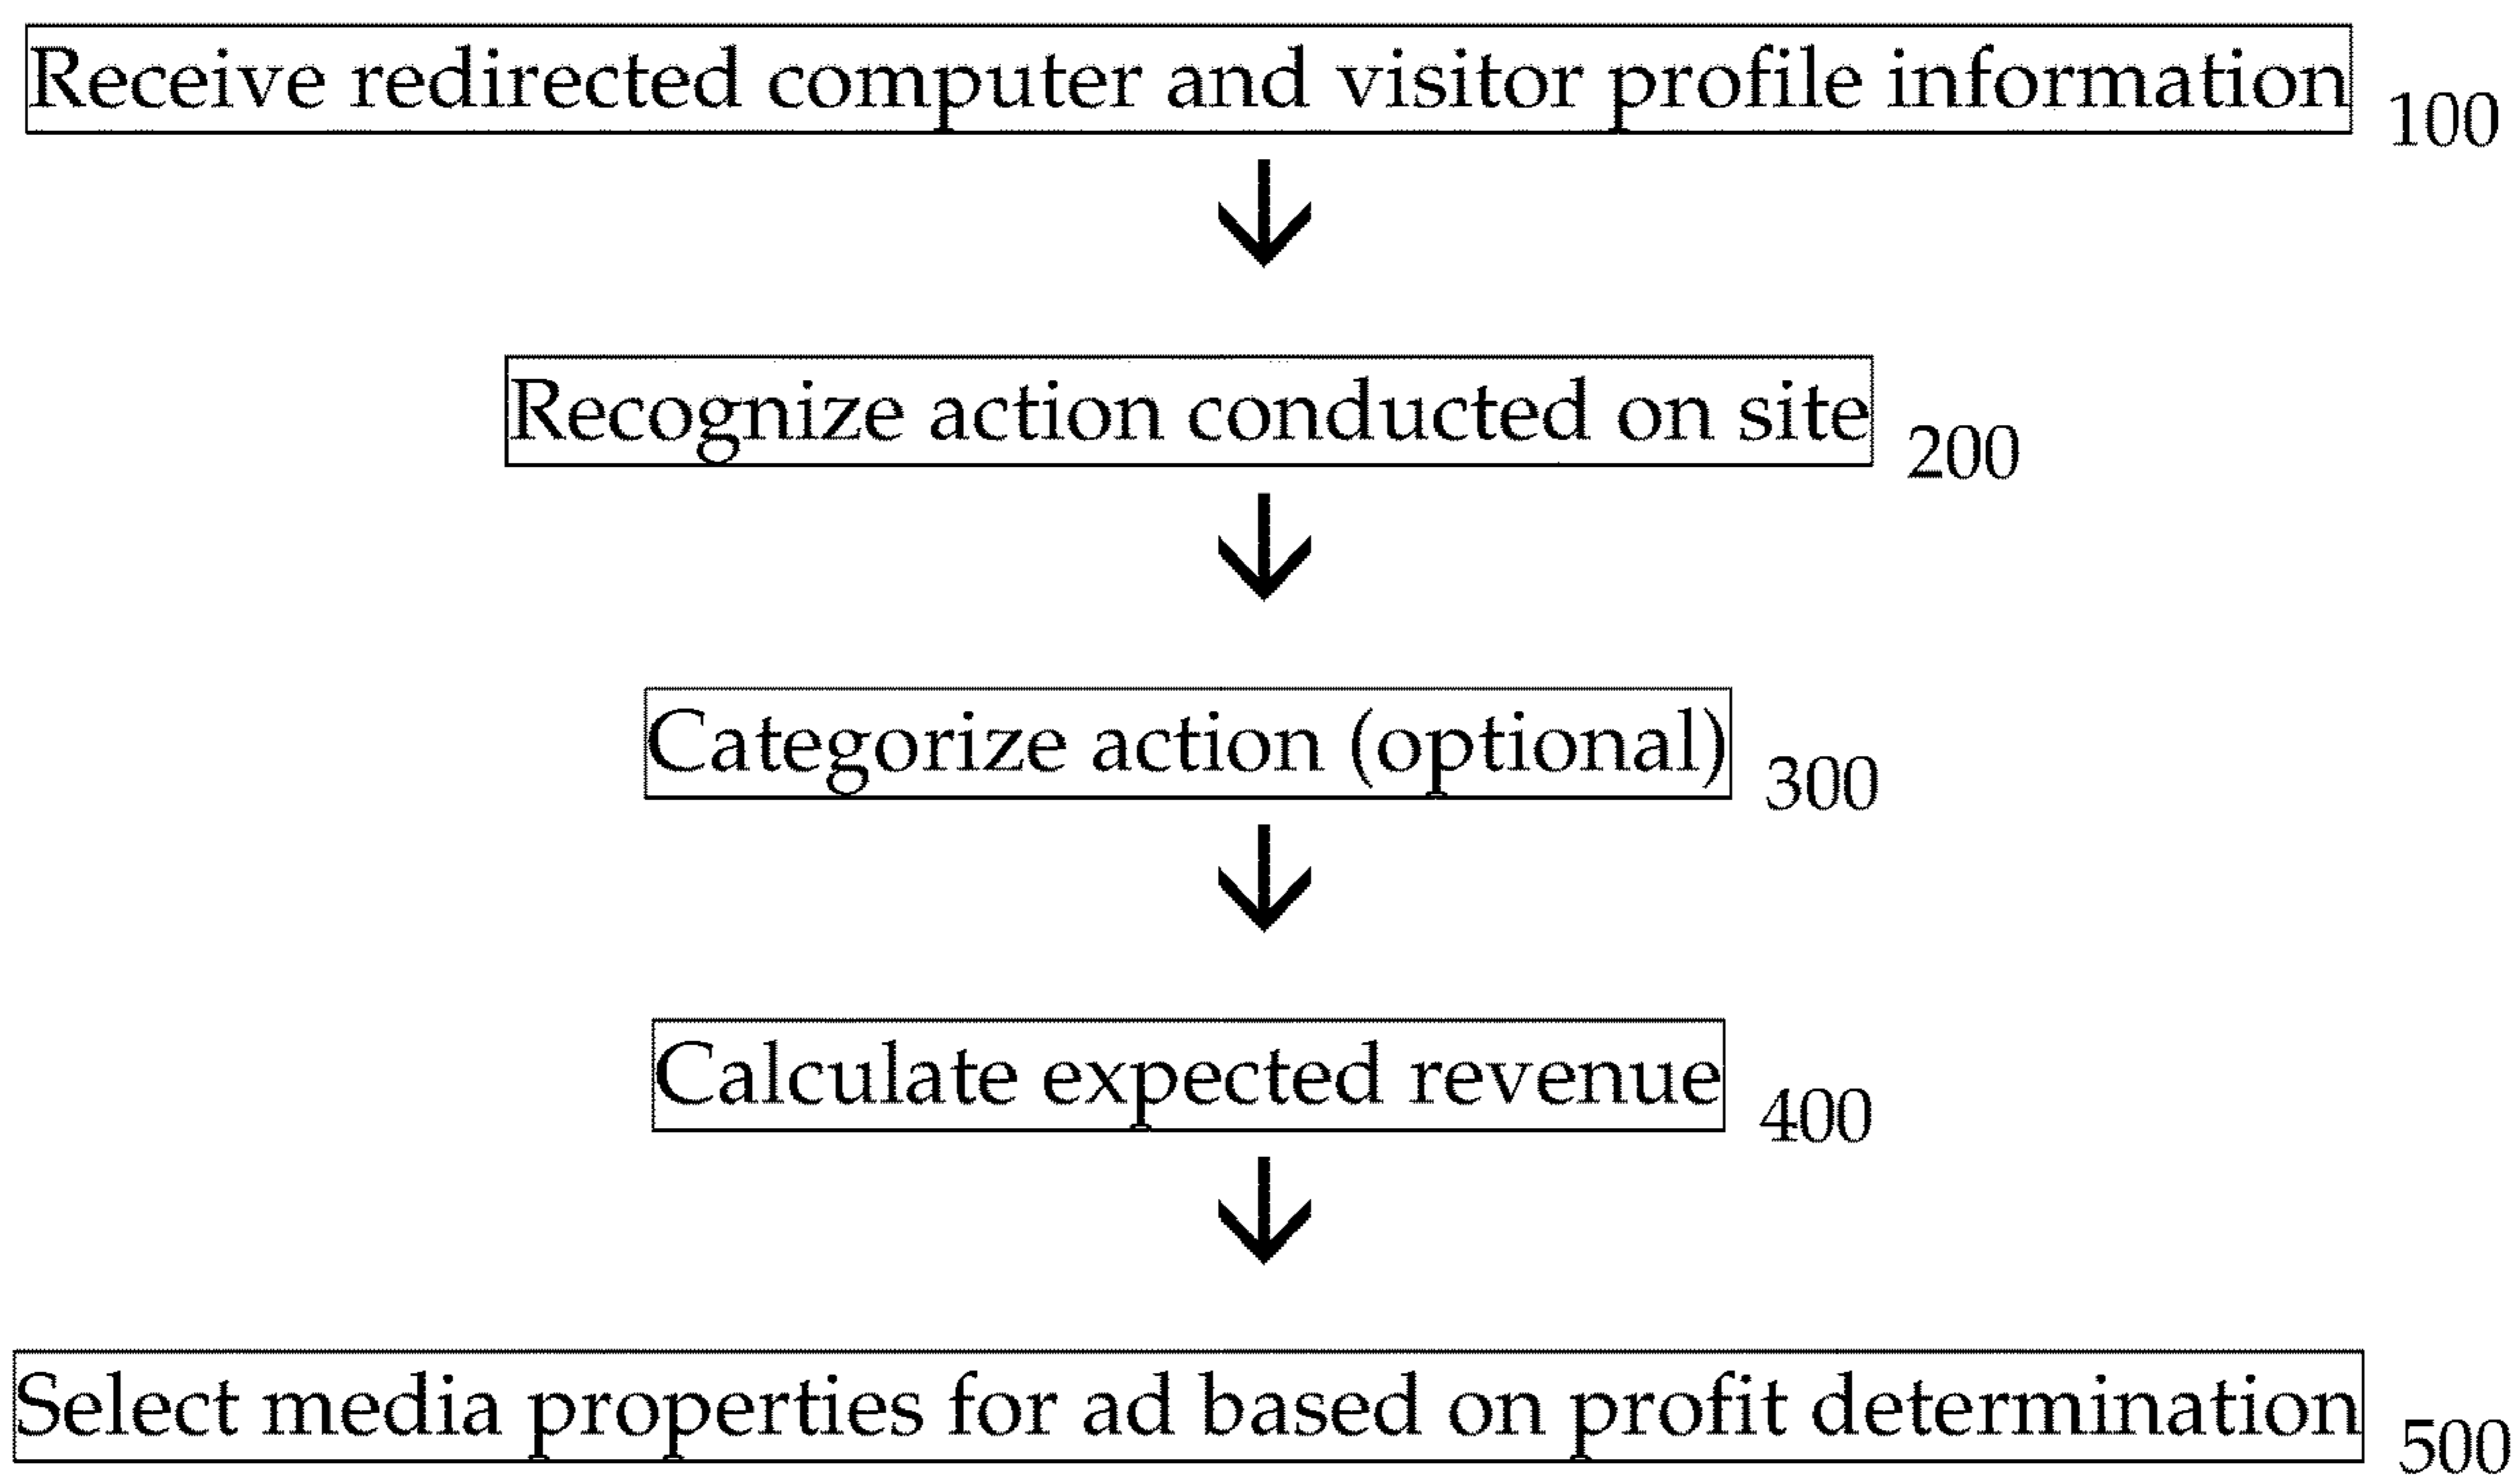 Receive redirected computer and visitor profile information 100
Recognize action conducted on site 200
Categorize action (optional) 300
Calculate expected revenue 400
Select media properties for ad based on profit determination 500